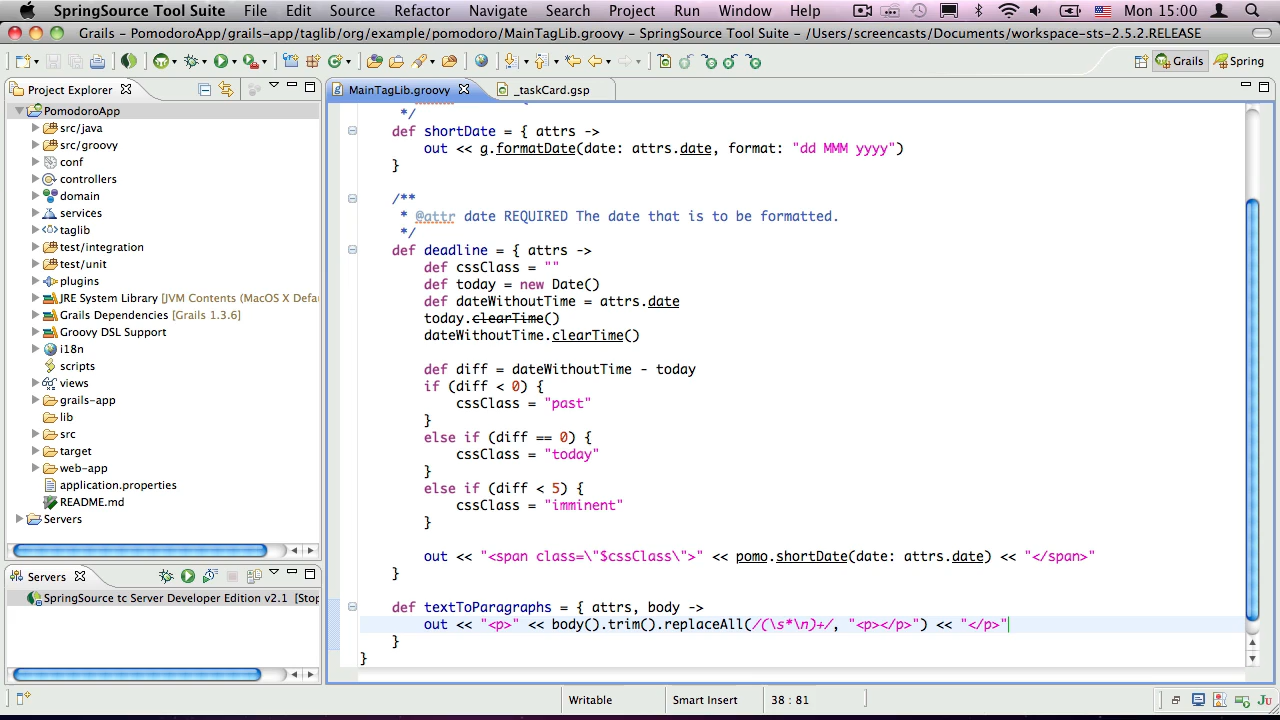 SpringSource Tool Suite File Edit Source Refactor Navigate Search Project Run Window Help Mon 15:00
Grails - PomodoroApp/grails-app/taglib/org/example/pomodoro/MainTagLib.groovy - SpringSource Tool Suite - /Users/screencasts/Documents/workspace-sts-2.5.2.RELEASE
Grails Spring
Project Explorer
PomodoroApp
src/java
src/groovy
conf
controllers
domain
services
taglib
test/integration
test/unit
plugins
JRE System Library [JVM Contents (MacOS X Defa
Grails Dependencies [Grails 1.3.6]
Groovy DSL Support
i18n
scripts
views
grails-app
lib
src
target
web-app
application.properties
README.md
Servers
Servers
SpringSource tc Server Developer Edition v2.1 [Stop
MainTagLib.groovy _taskCard.gsp
*/
def shortDate = { attrs ->
out << g.formatDate(date: attrs.date, format: "dd MMM yyyy")
}
/**
* @attr date REQUIRED The date that is to be formatted.
*/
def deadline = { attrs ->
def cssClass = ""
def today = new Date()
def dateWithoutTime = attrs.date
today.clearTime()
dateWithoutTime.clearTime()
def diff = dateWithoutTime - today
if (diff < 0) {
cssClass = "past"
}
else if (diff == 0) {
cssClass = "today"
}
else if (diff < 5) {
cssClass = "imminent"
}
out << "<span class=\"$cssClass\">" << pomo.shortDate(date: attrs.date) << "</span>"
}
def textToParagraphs = { attrs, body ->
out << "<p>" << body().trim().replaceAll(/(\s*\n)+/, "<p></p>") << "</p>"
}
}
Writable Smart Insert 38 : 81